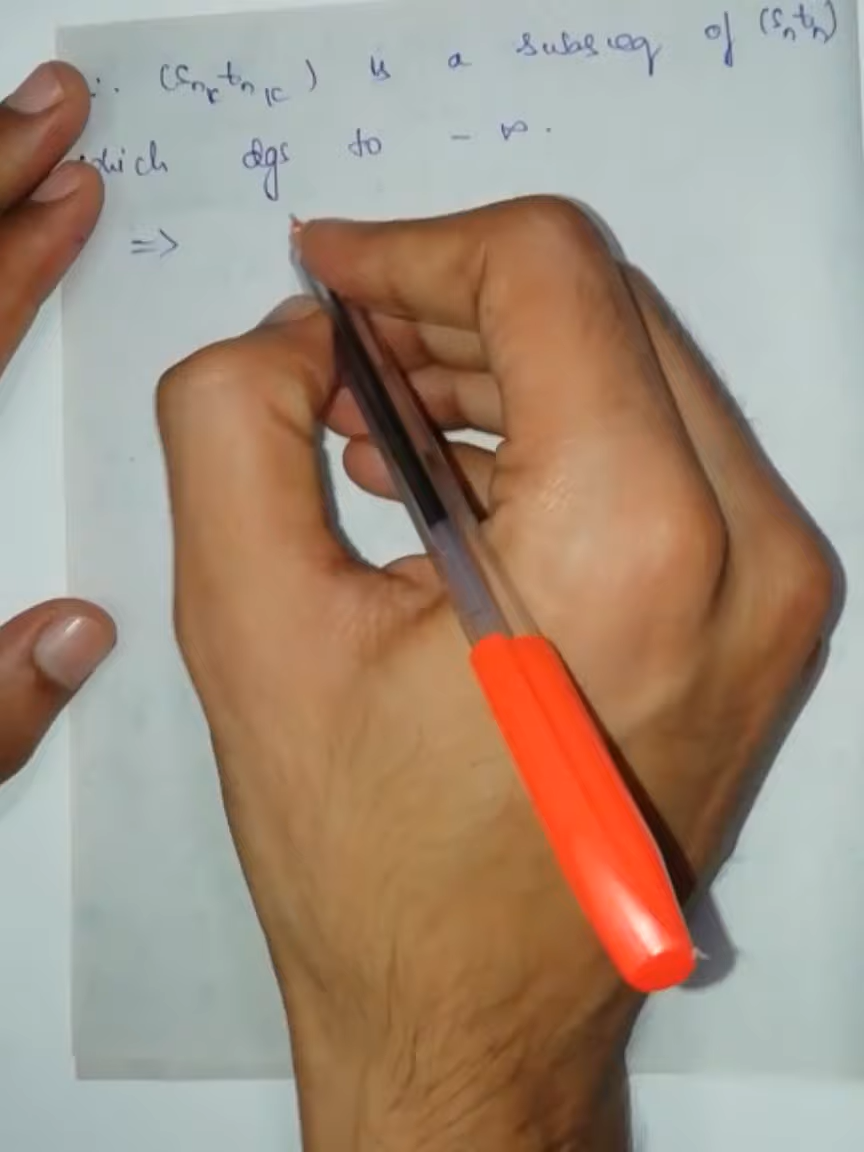 ∴ (s_{n_k} t_{n_k}) is a subseq of (s_n t_n)
which dgs to - ∞.
=>